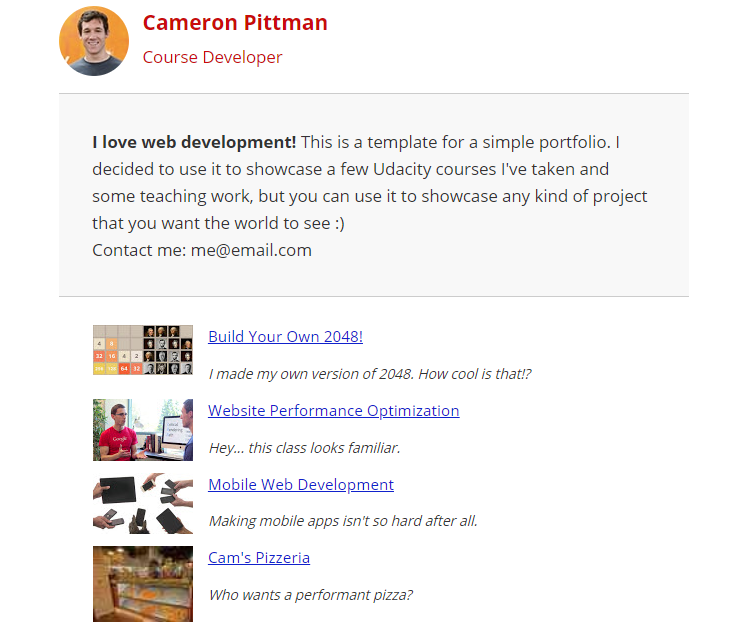 Cameron Pittman
Course Developer
I love web development! This is a template for a simple portfolio. I
decided to use it to showcase a few Udacity courses I've taken and
some teaching work, but you can use it to showcase any kind of project
that you want the world to see :)
Contact me: me@email.com
Build Your Own 2048!
I made my own version of 2048. How cool is that!?
Website Performance Optimization
Hey... this class looks familiar.
Mobile Web Development
Making mobile apps isn't so hard after all.
Cam's Pizzeria
Who wants a performant pizza?